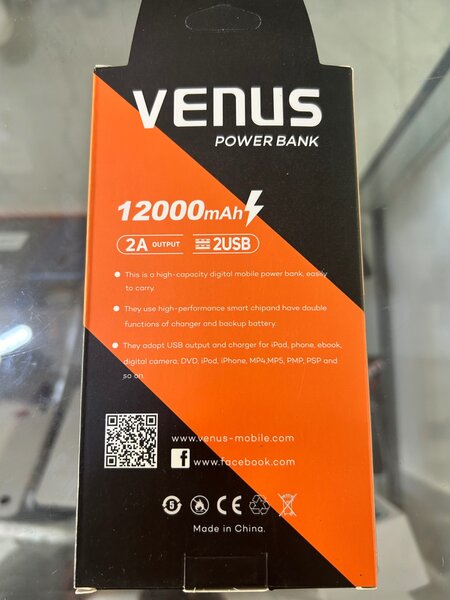 VENUS
POWER BANK
12000mAh
2A OUTPUT 2USB
This is a high-capacity digital mobile power bank, easily
to carry.
They use high-performance smart chipand have double
functions of changer and backup battery.
They adopt USB output and charger for iPad, phone, ebook,
digital camera, DVD, iPod, iPhone, MP4,MP5, PMP, PSP and
so on
www.venus-mobile.com
f www.facebook.com
5 CE
Made in China.